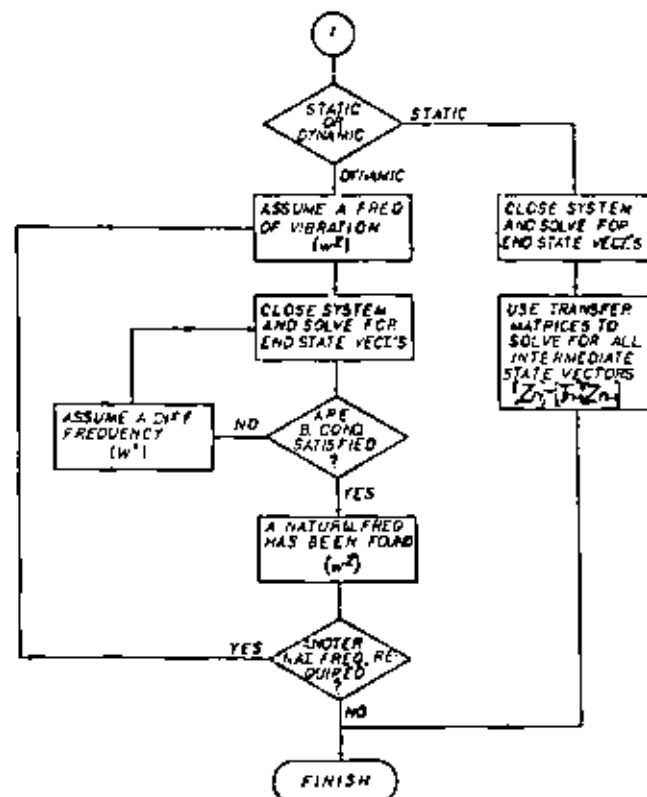 1
STATIC
OR
DYNAMIC
STATIC
DYNAMIC
ASSUME A FREQ
OF VIBRATION
(w²)
CLOSE SYSTEM
AND SOLVE FOR
END STATE VECT'S
CLOSE SYSTEM
AND SOLVE FOR
END STATE VECT'S
USE TRANSFER
MATRICES TO
SOLVE FOR ALL
INTERMEDIATE
STATE VECTORS
ASSUME A DIFF
FREQUENCY
(w²)
NO
ARE
B. COND
SATISFIED
?
YES
A NATURAL FREQ
HAS BEEN FOUND
(w²)
YES
ANOTER
NAT FREQ. RE-
QUIRED
?
NO
FINISH